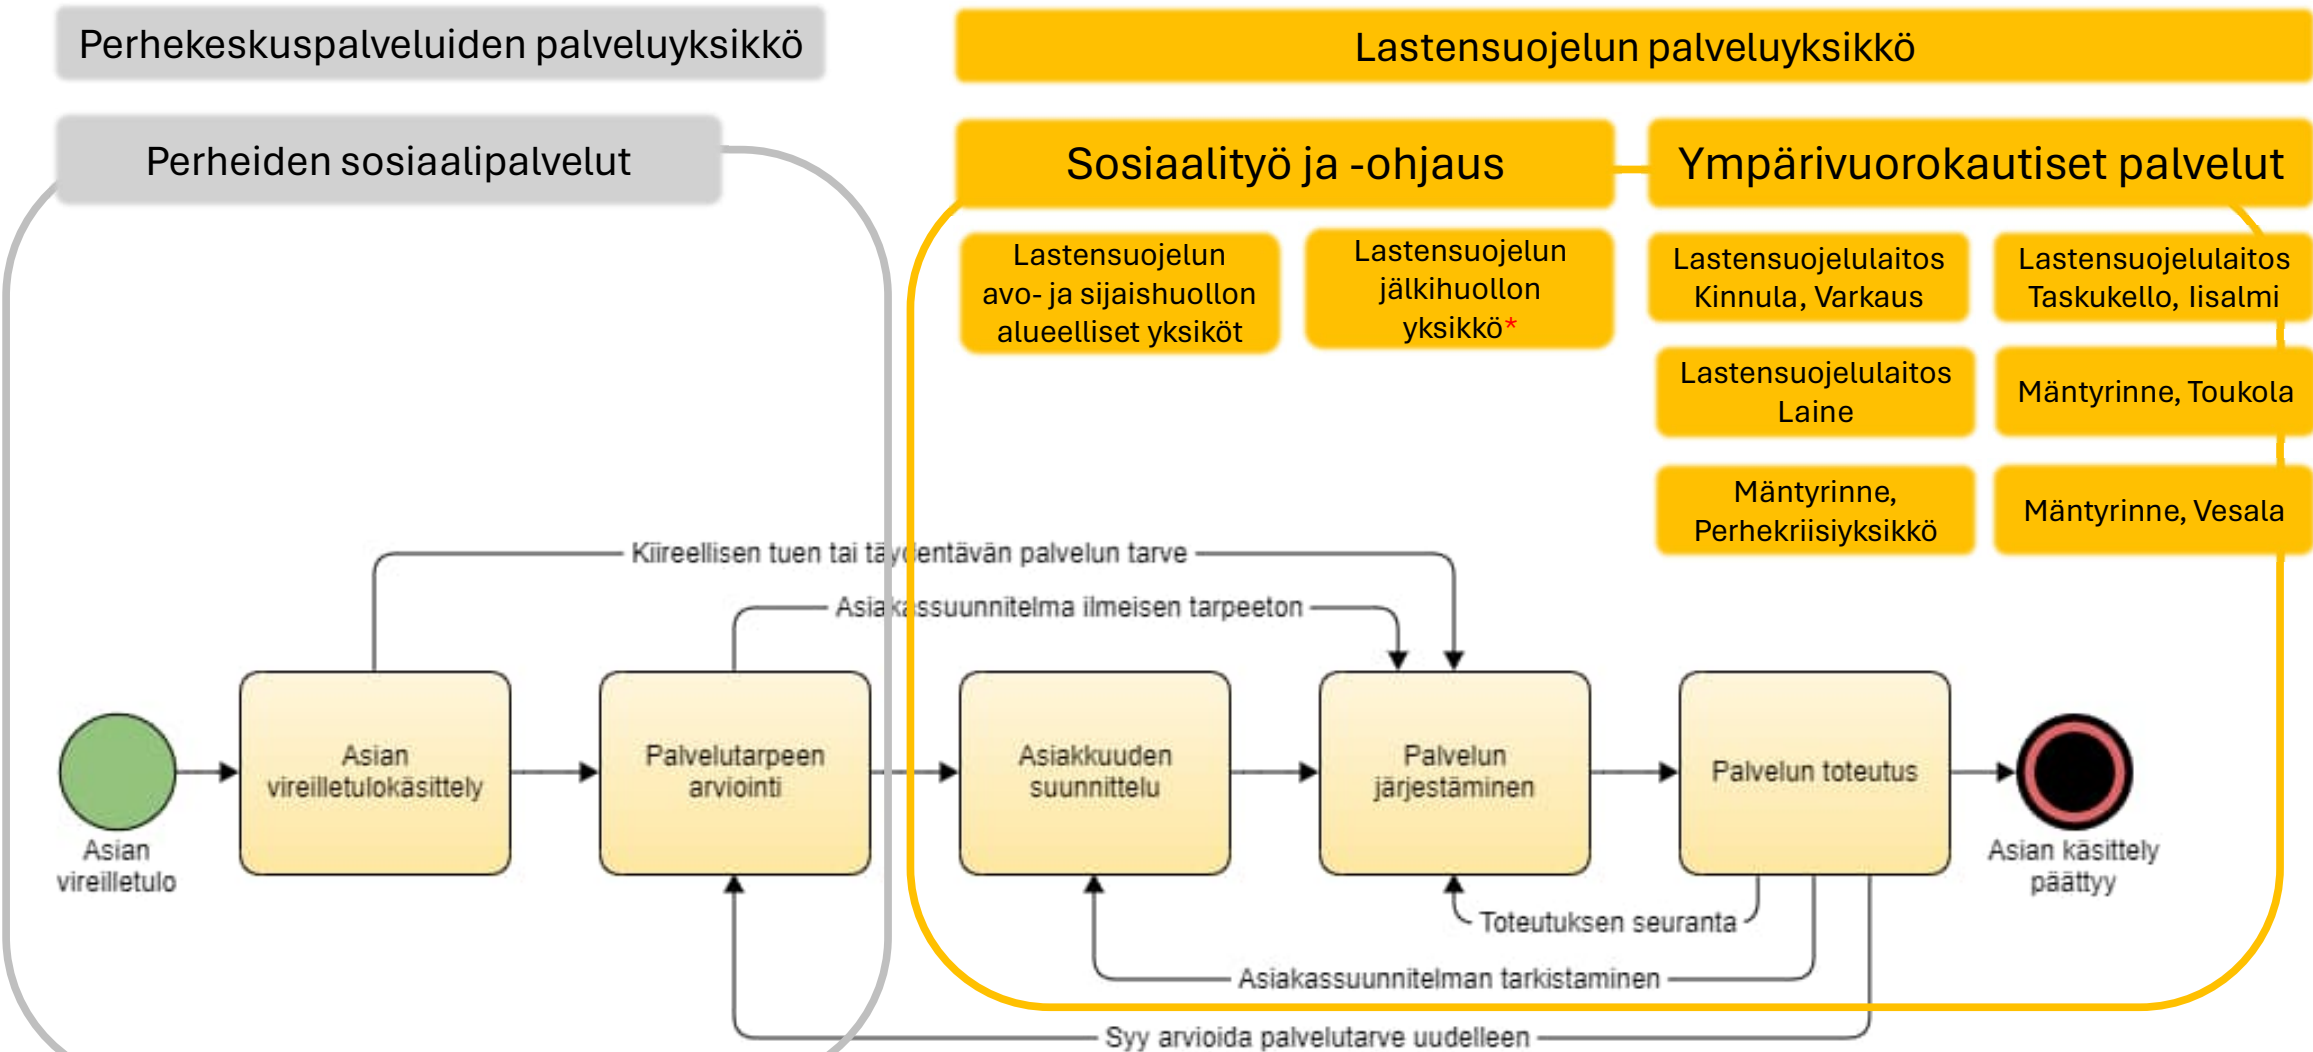 Perhekeskuspalveluiden palveluyksikkö
Lastensuojelun palveluyksikkö
Perheiden sosiaalipalvelut
Sosiaalityö ja -ohjaus
Ympärivuorokautiset palvelut
Lastensuojelun
avo- ja sijaishuollon
alueelliset yksiköt
Lastensuojelun
jälkihuollon
yksikkö*
Lastensuojelulaitos
Kinnula, Varkaus
Lastensuojelulaitos
Taskukello, Iisalmi
Lastensuojelulaitos
Laine
Mäntyrinne, Toukola
Mäntyrinne,
Perhekriisiyksikkö
Mäntyrinne, Vesala
Kiireellisen tuen tai täydentävän palvelun tarve
Asiakassuunnitelma ilmeisen tarpeeton
Asian
vireilletulo
Asian
vireilletulokäsittely
Palvelutarpeen
arviointi
Asiakkuuden
suunnittelu
Palvelun
järjestäminen
Palvelun toteutus
Asian käsittely
päättyy
Toteutuksen seuranta
Asiakassuunnitelman tarkistaminen
Syy arvioida palvelutarve uudelleen